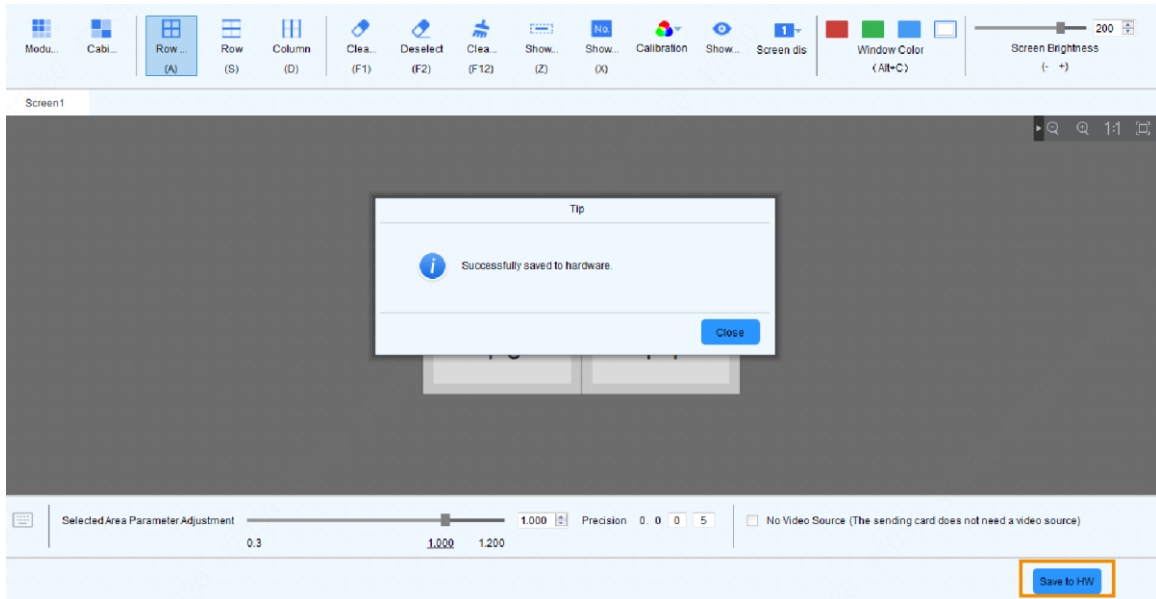 Modu... Cabi... Row ... Row Column Clea... Deselect Clea... Show... Show... Calibration Show... Screen dis Window Color Screen Brightness 200
(A) (S) (D) (F1) (F2) (F12) (Z) (X) (Alt+C) (- +)
No.
1
Screen1
1:1
Tip
Successfully saved to hardware.
Close
Selected Area Parameter Adjustment 1.000 Precision 0. 0 0 5 No Video Source (The sending card does not need a video source)
0.3 1.000 1.200
Save to HW